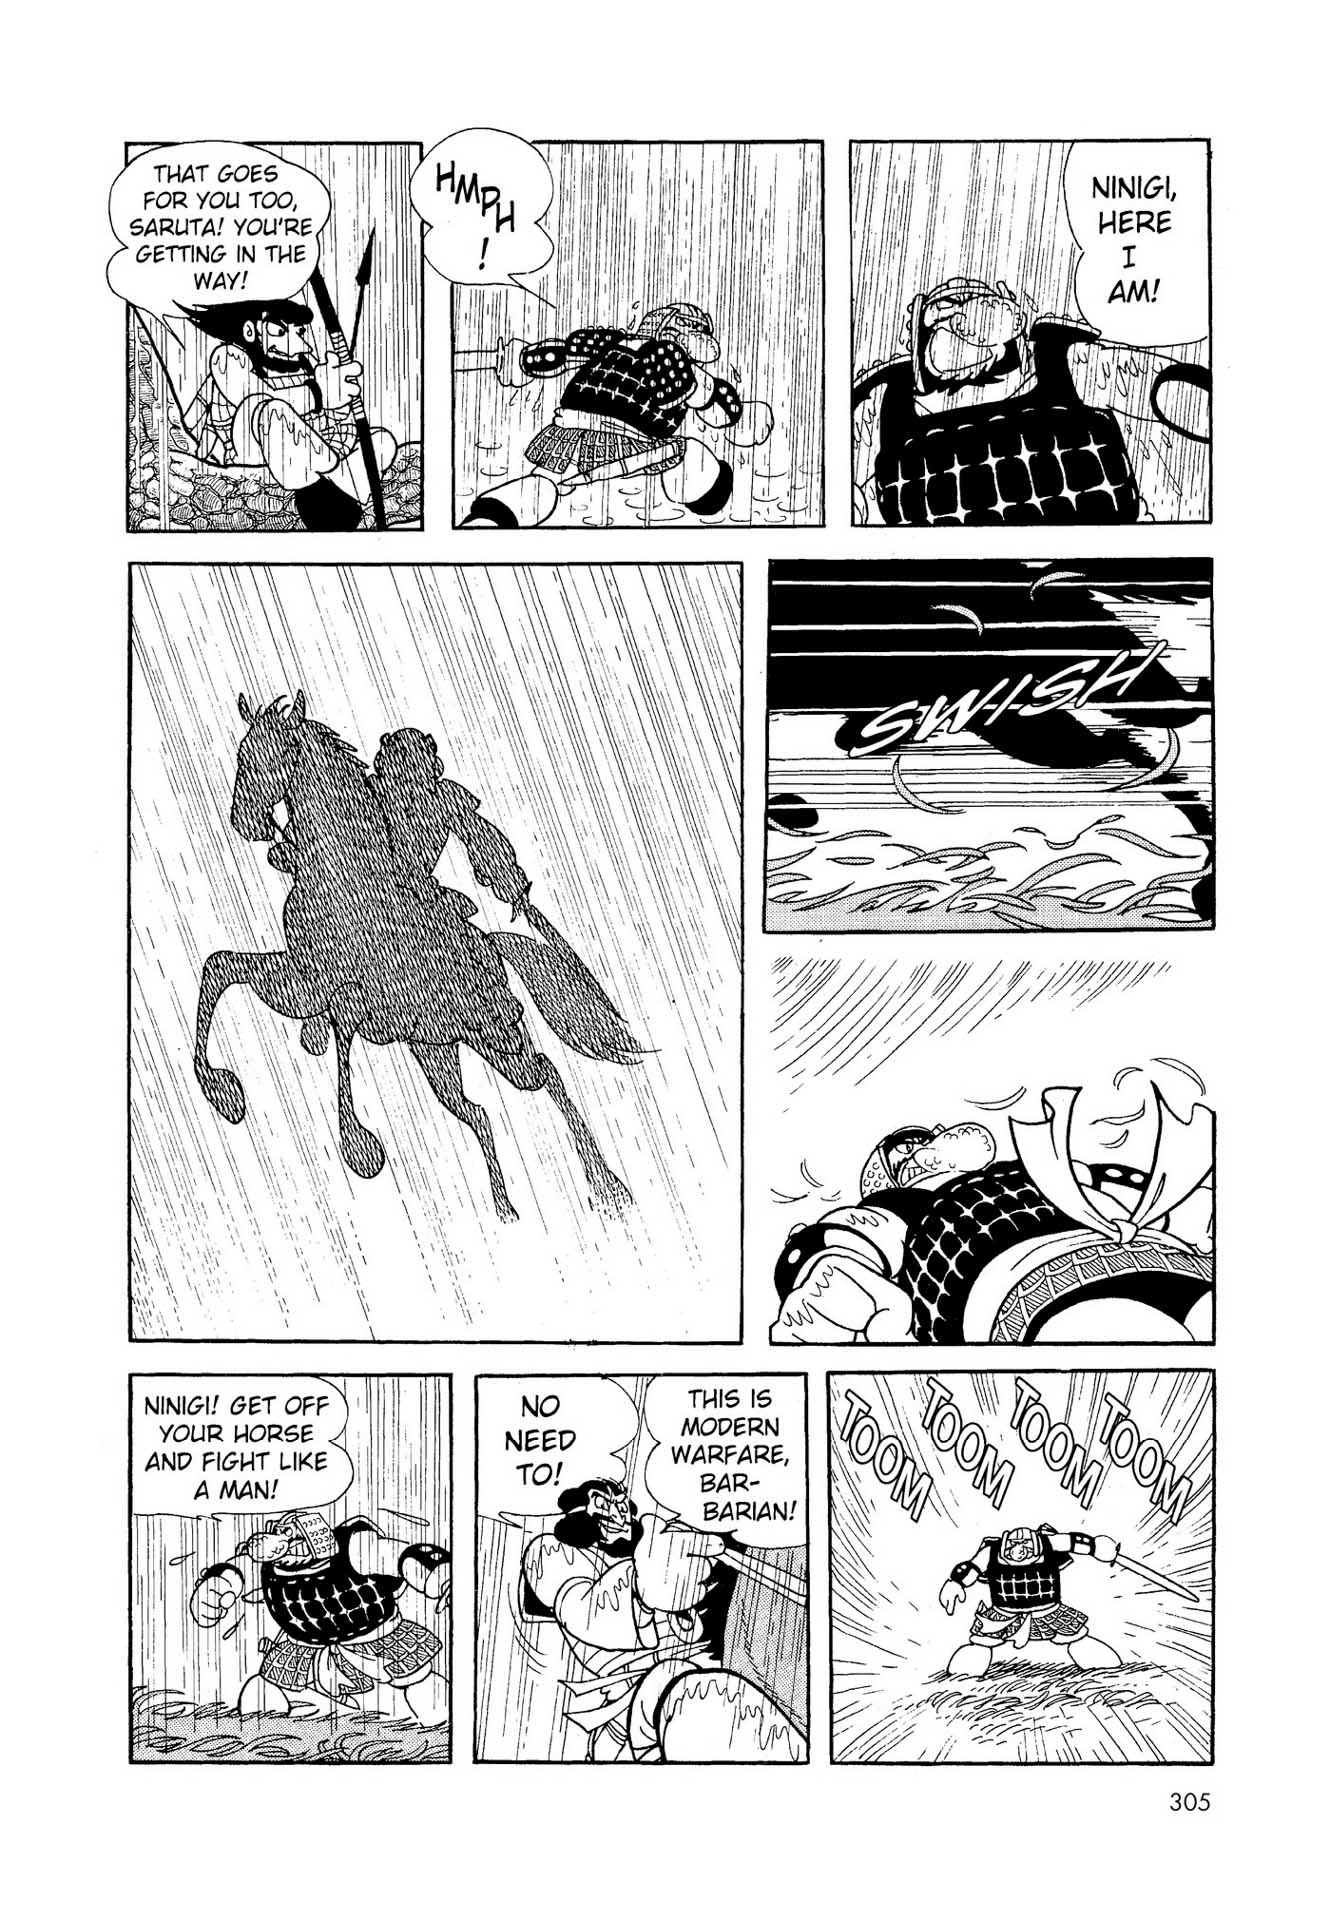 THAT GOES
FOR YOU TOO,
SARUTA! YOU'RE
GETTING IN THE
WAY!
HMPH
!
NINIGI,
HERE
I
AM!
SWISH
NINIGI! GET OFF
YOUR HORSE
AND FIGHT LIKE
A MAN!
NO
NEED
TO!
THIS IS
MODERN
WARFARE,
BAR-
BARIAN!
TOOM
TOOM
TOOM
TOOM
305